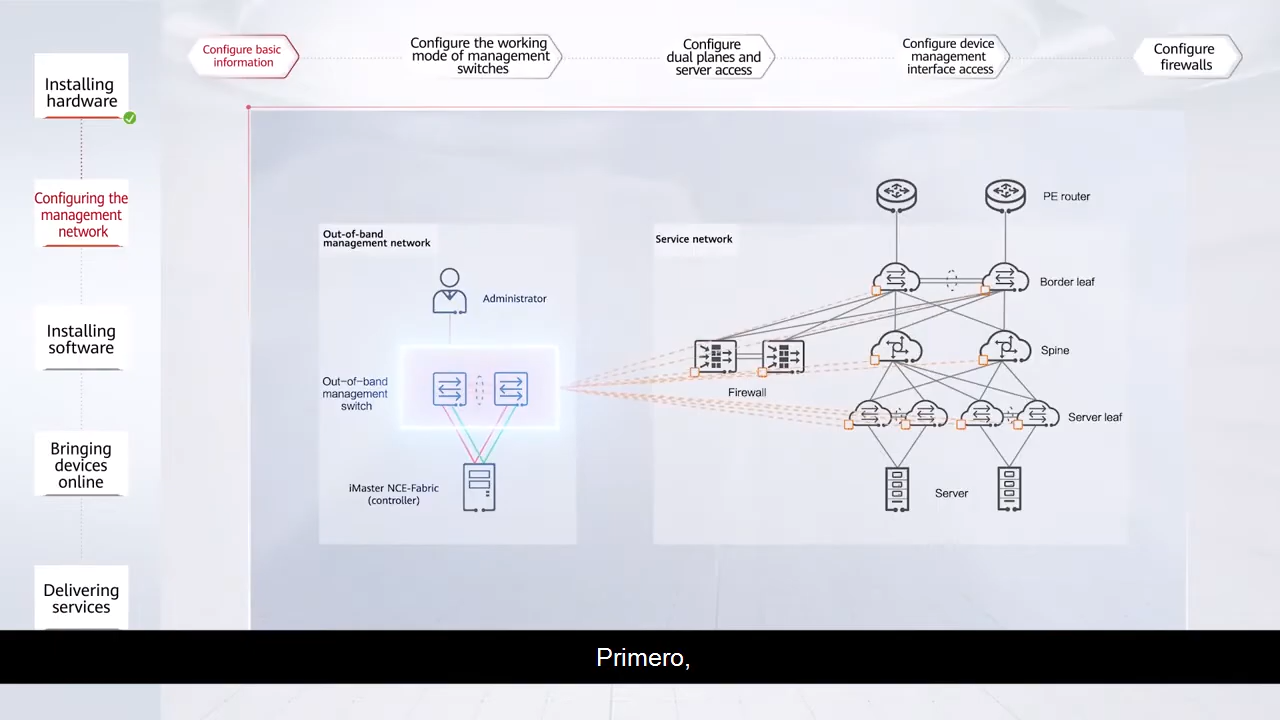 Configure basic
information
Configure the working
mode of management
switches
Configure
dual planes and
server access
Configure device
management
interface access
Configure
firewalls
Installing
hardware
Configuring the
management
network
Installing
software
Bringing
devices
online
Delivering
services
Out-of-band
management network
Administrator
Out-of-band
management
switch
iMaster NCE-Fabric
(controller)
Service network
PE router
Border leaf
Spine
Firewall
Server leaf
Server
Primero,